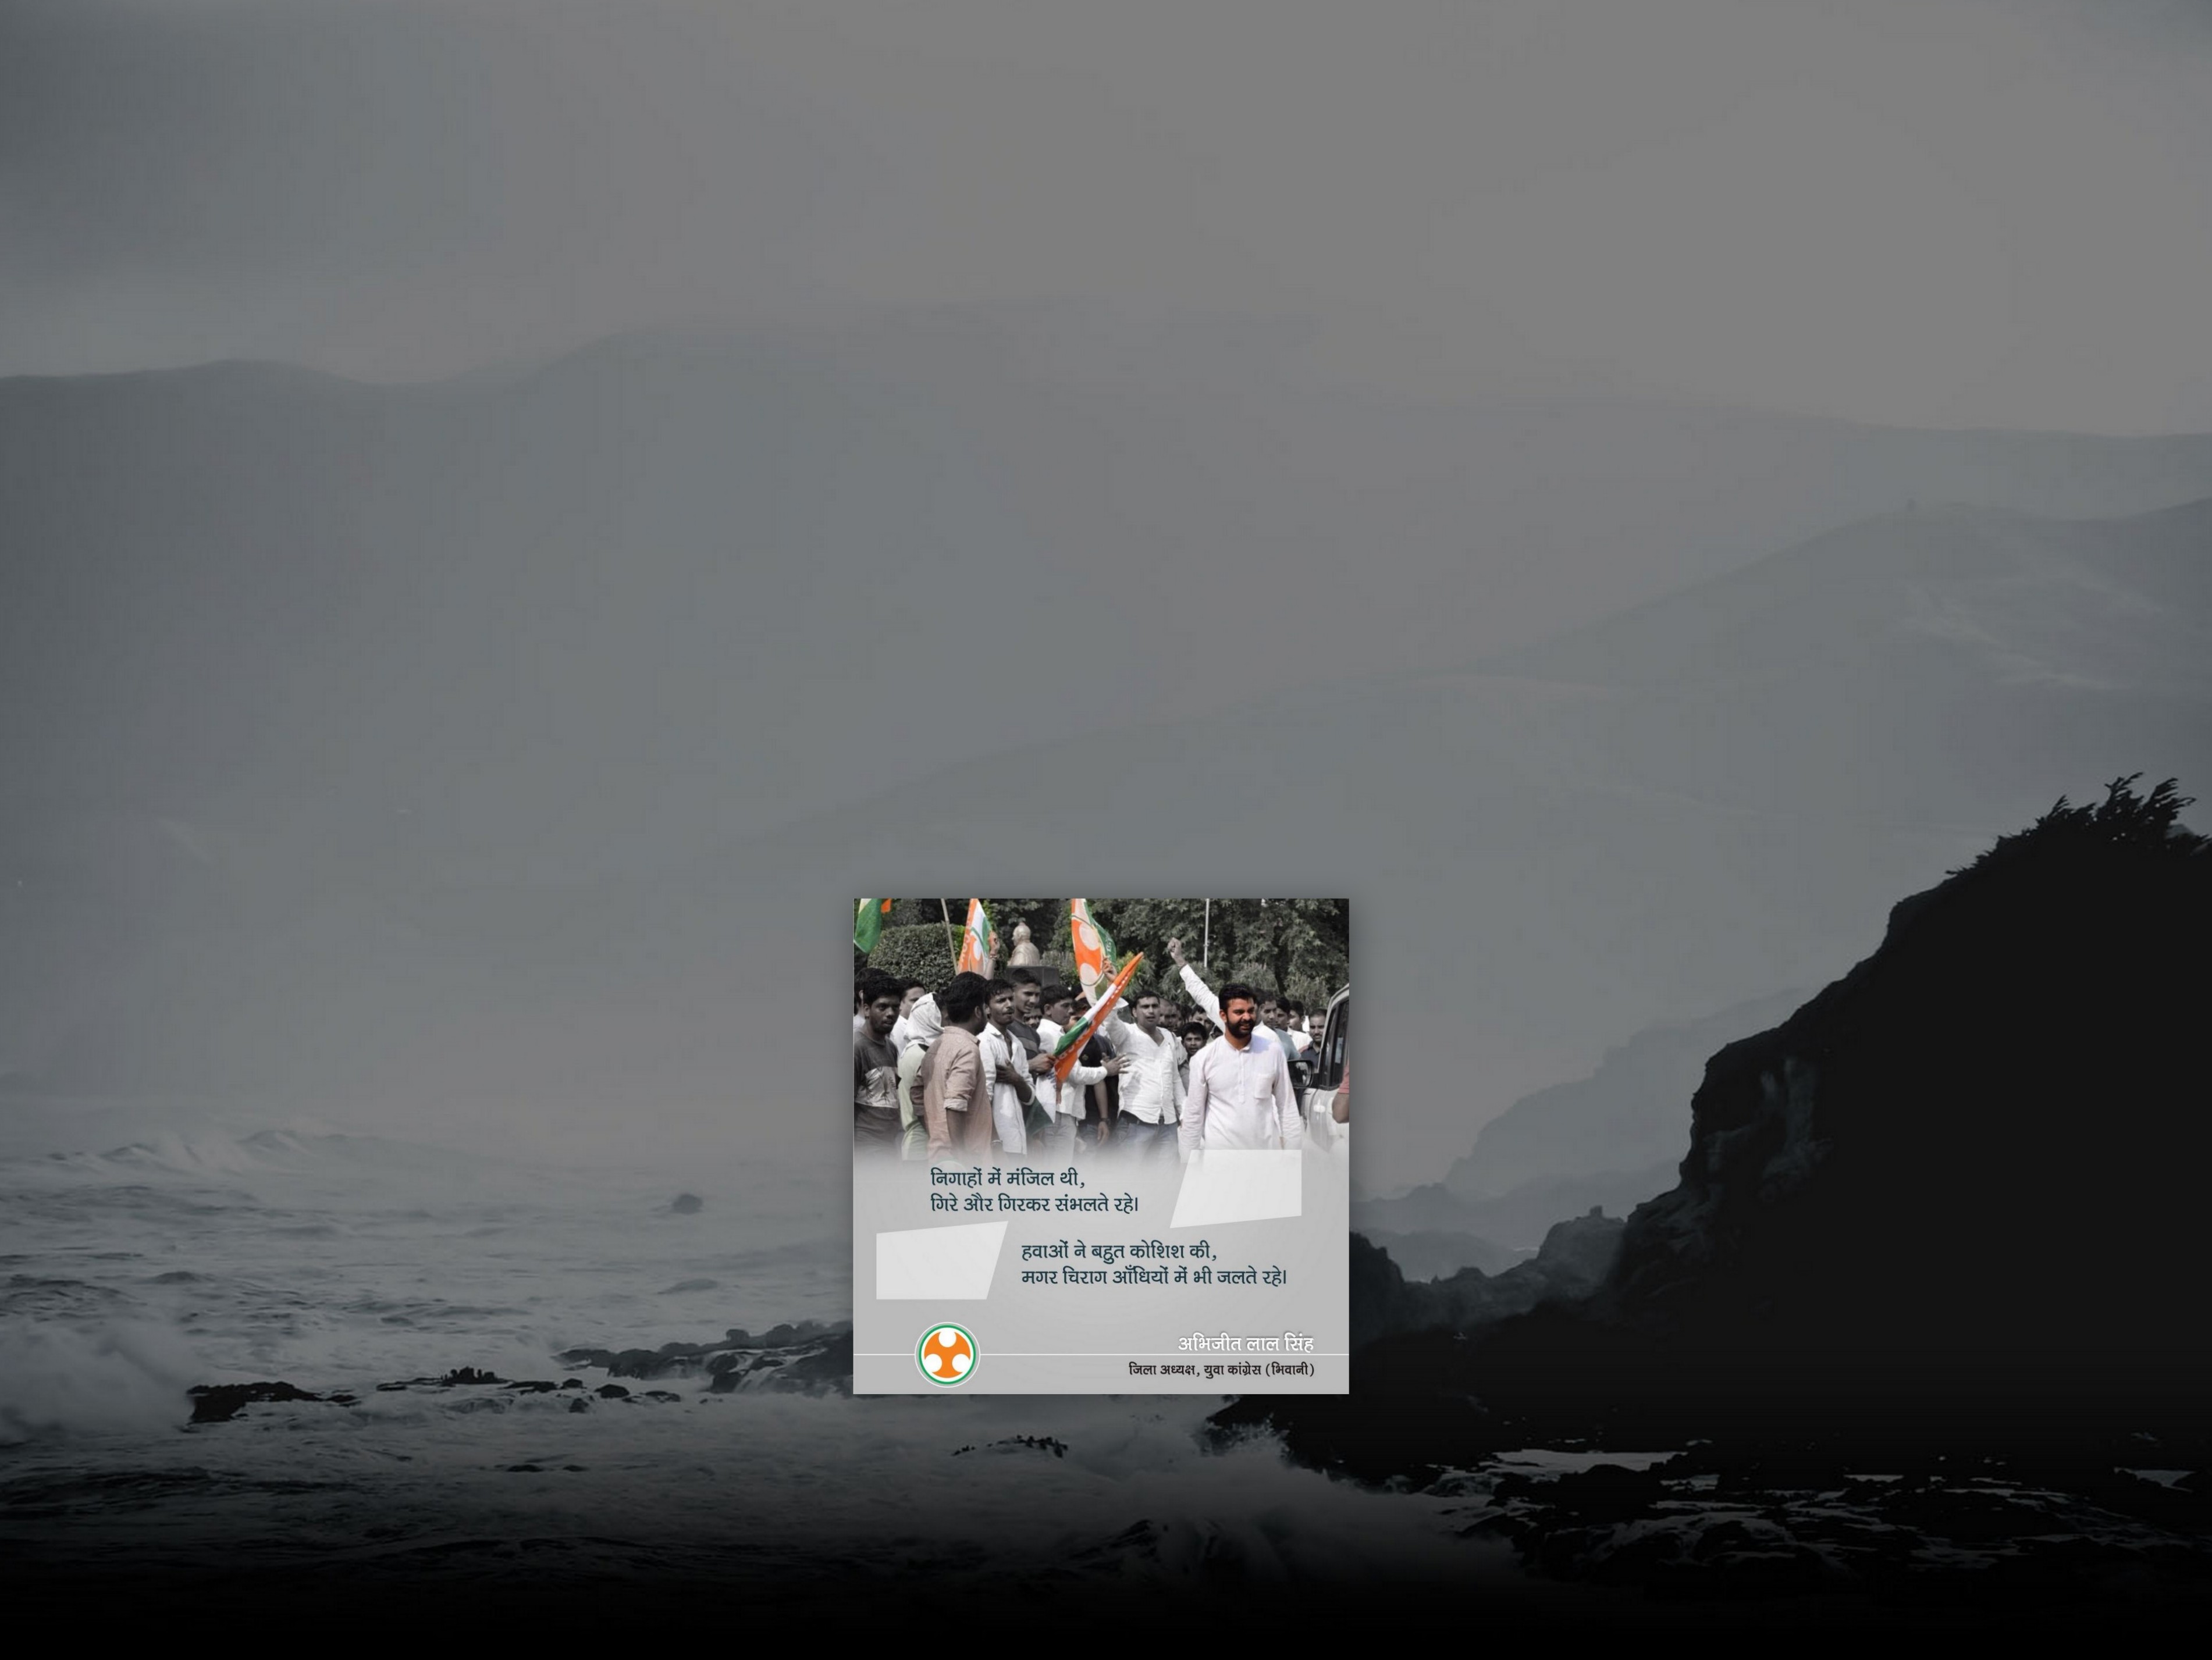 निगाहों में मंजिल थी,
गिरे और गिरकर संभलते रहे।
हवाओं ने बहुत कोशिश की,
मगर चिराग आँधियों में भी जलते रहे।
अभिजीत लाल सिंह
जिला अध्यक्ष, युवा कांग्रेस (भिवानी)